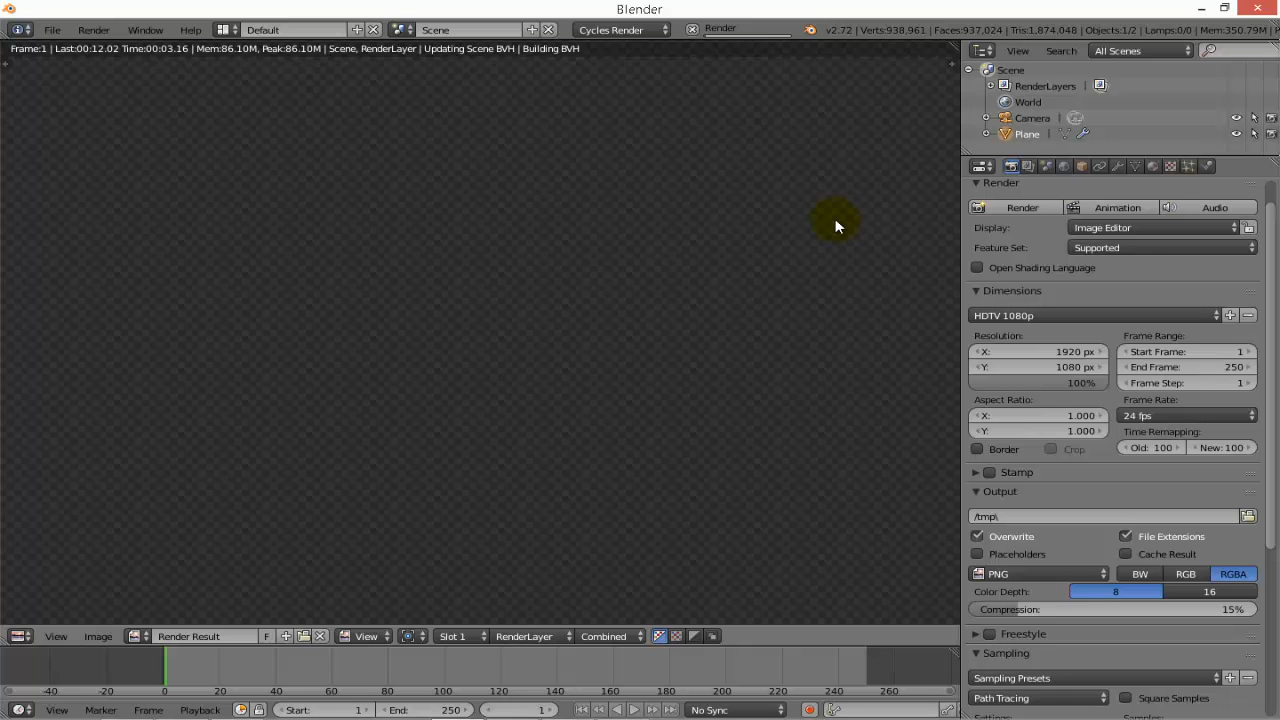 Blender
File Render Window Help Default Scene Cycles Render Render v2.72 | Verts:938,961 | Faces:937,024 | Tris:1,874,048 | Objects:1/2 | Lamps:0/0 | Mem:350.79M
Frame:1 | Last:00:12.02 Time:00:03.16 | Mem:86.10M, Peak:86.10M | Scene, RenderLayer | Updating Scene BVH | Building BVH
View Search All Scenes
Scene
RenderLayers
World
Camera
Plane
Render
Render Animation Audio
Display: Image Editor
Feature Set: Supported
Open Shading Language
Dimensions
HDTV 1080p
Resolution: Frame Range:
X: 1920 px Start Frame: 1
Y: 1080 px End Frame: 250
100% Frame Step: 1
Aspect Ratio: Frame Rate:
X: 1.000 24 fps
Y: 1.000 Time Remapping:
Border Crop Old: 100 New: 100
Stamp
Output
/tmp\
Overwrite File Extensions
Placeholders Cache Result
PNG BW RGB RGBA
Color Depth: 8 16
Compression: 15%
Freestyle
Sampling
Sampling Presets
Path Tracing Square Samples
View Image Render Result F View Slot 1 RenderLayer Combined
-40 -20 0 20 40 60 80 100 120 140 160 180 200 220 240 260
View Marker Frame Playback Start: 1 End: 250 1 No Sync